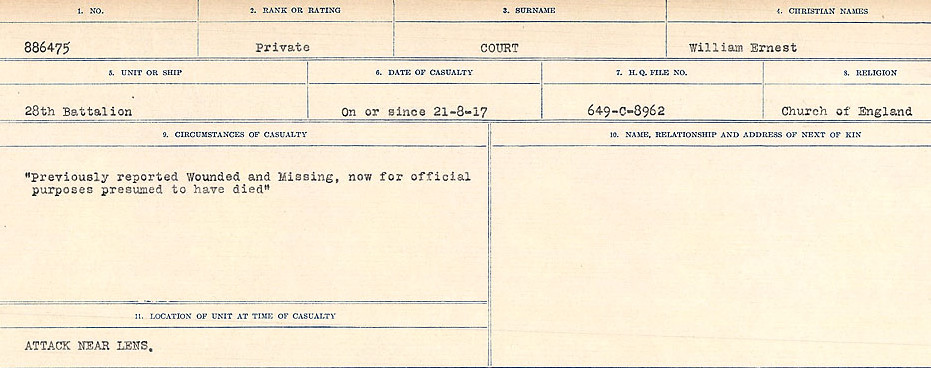 1. NO. 2. RANK OR RATING 3. SURNAME 4. CHRISTIAN NAMES
886475 Private COURT William Ernest
5. UNIT OR SHIP 6. DATE OF CASUALTY 7. H.Q. FILE NO. 8. RELIGION
28th Battalion On or since 21-8-17 649-C-8962 Church of England
9. CIRCUMSTANCES OF CASUALTY 10. NAME, RELATIONSHIP AND ADDRESS OF NEXT OF KIN
"Previously reported Wounded and Missing, now for official
purposes presumed to have died"
11. LOCATION OF UNIT AT TIME OF CASUALTY
ATTACK NEAR LENS.